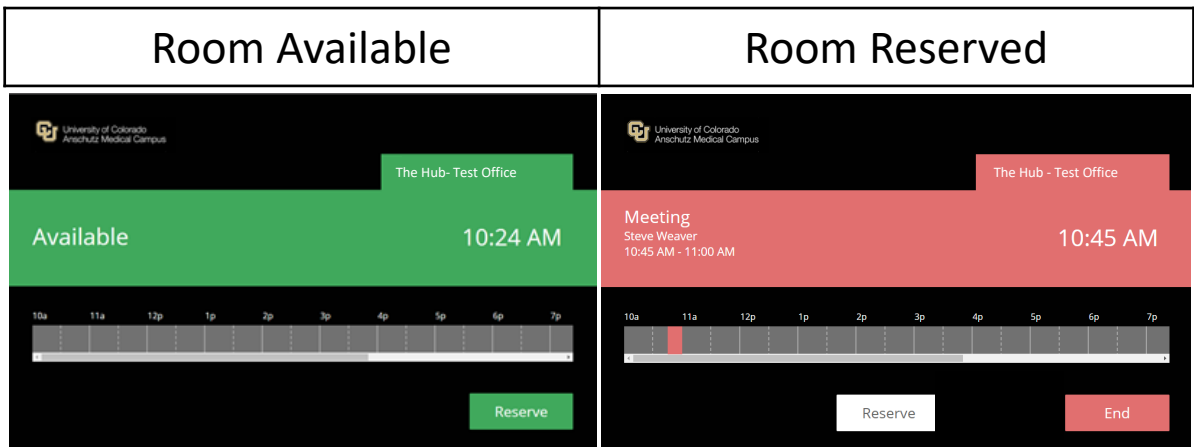 Room Available
Room Reserved
CU University of Colorado
Anschutz Medical Campus
The Hub- Test Office
Available
10:24 AM
10a 11a 12p 1p 2p 3p 4p 5p 6p 7p
Reserve
CU University of Colorado
Anschutz Medical Campus
The Hub - Test Office
Meeting
Steve Weaver
10:45 AM - 11:00 AM
10:45 AM
10a 11a 12p 1p 2p 3p 4p 5p 6p 7p
Reserve
End